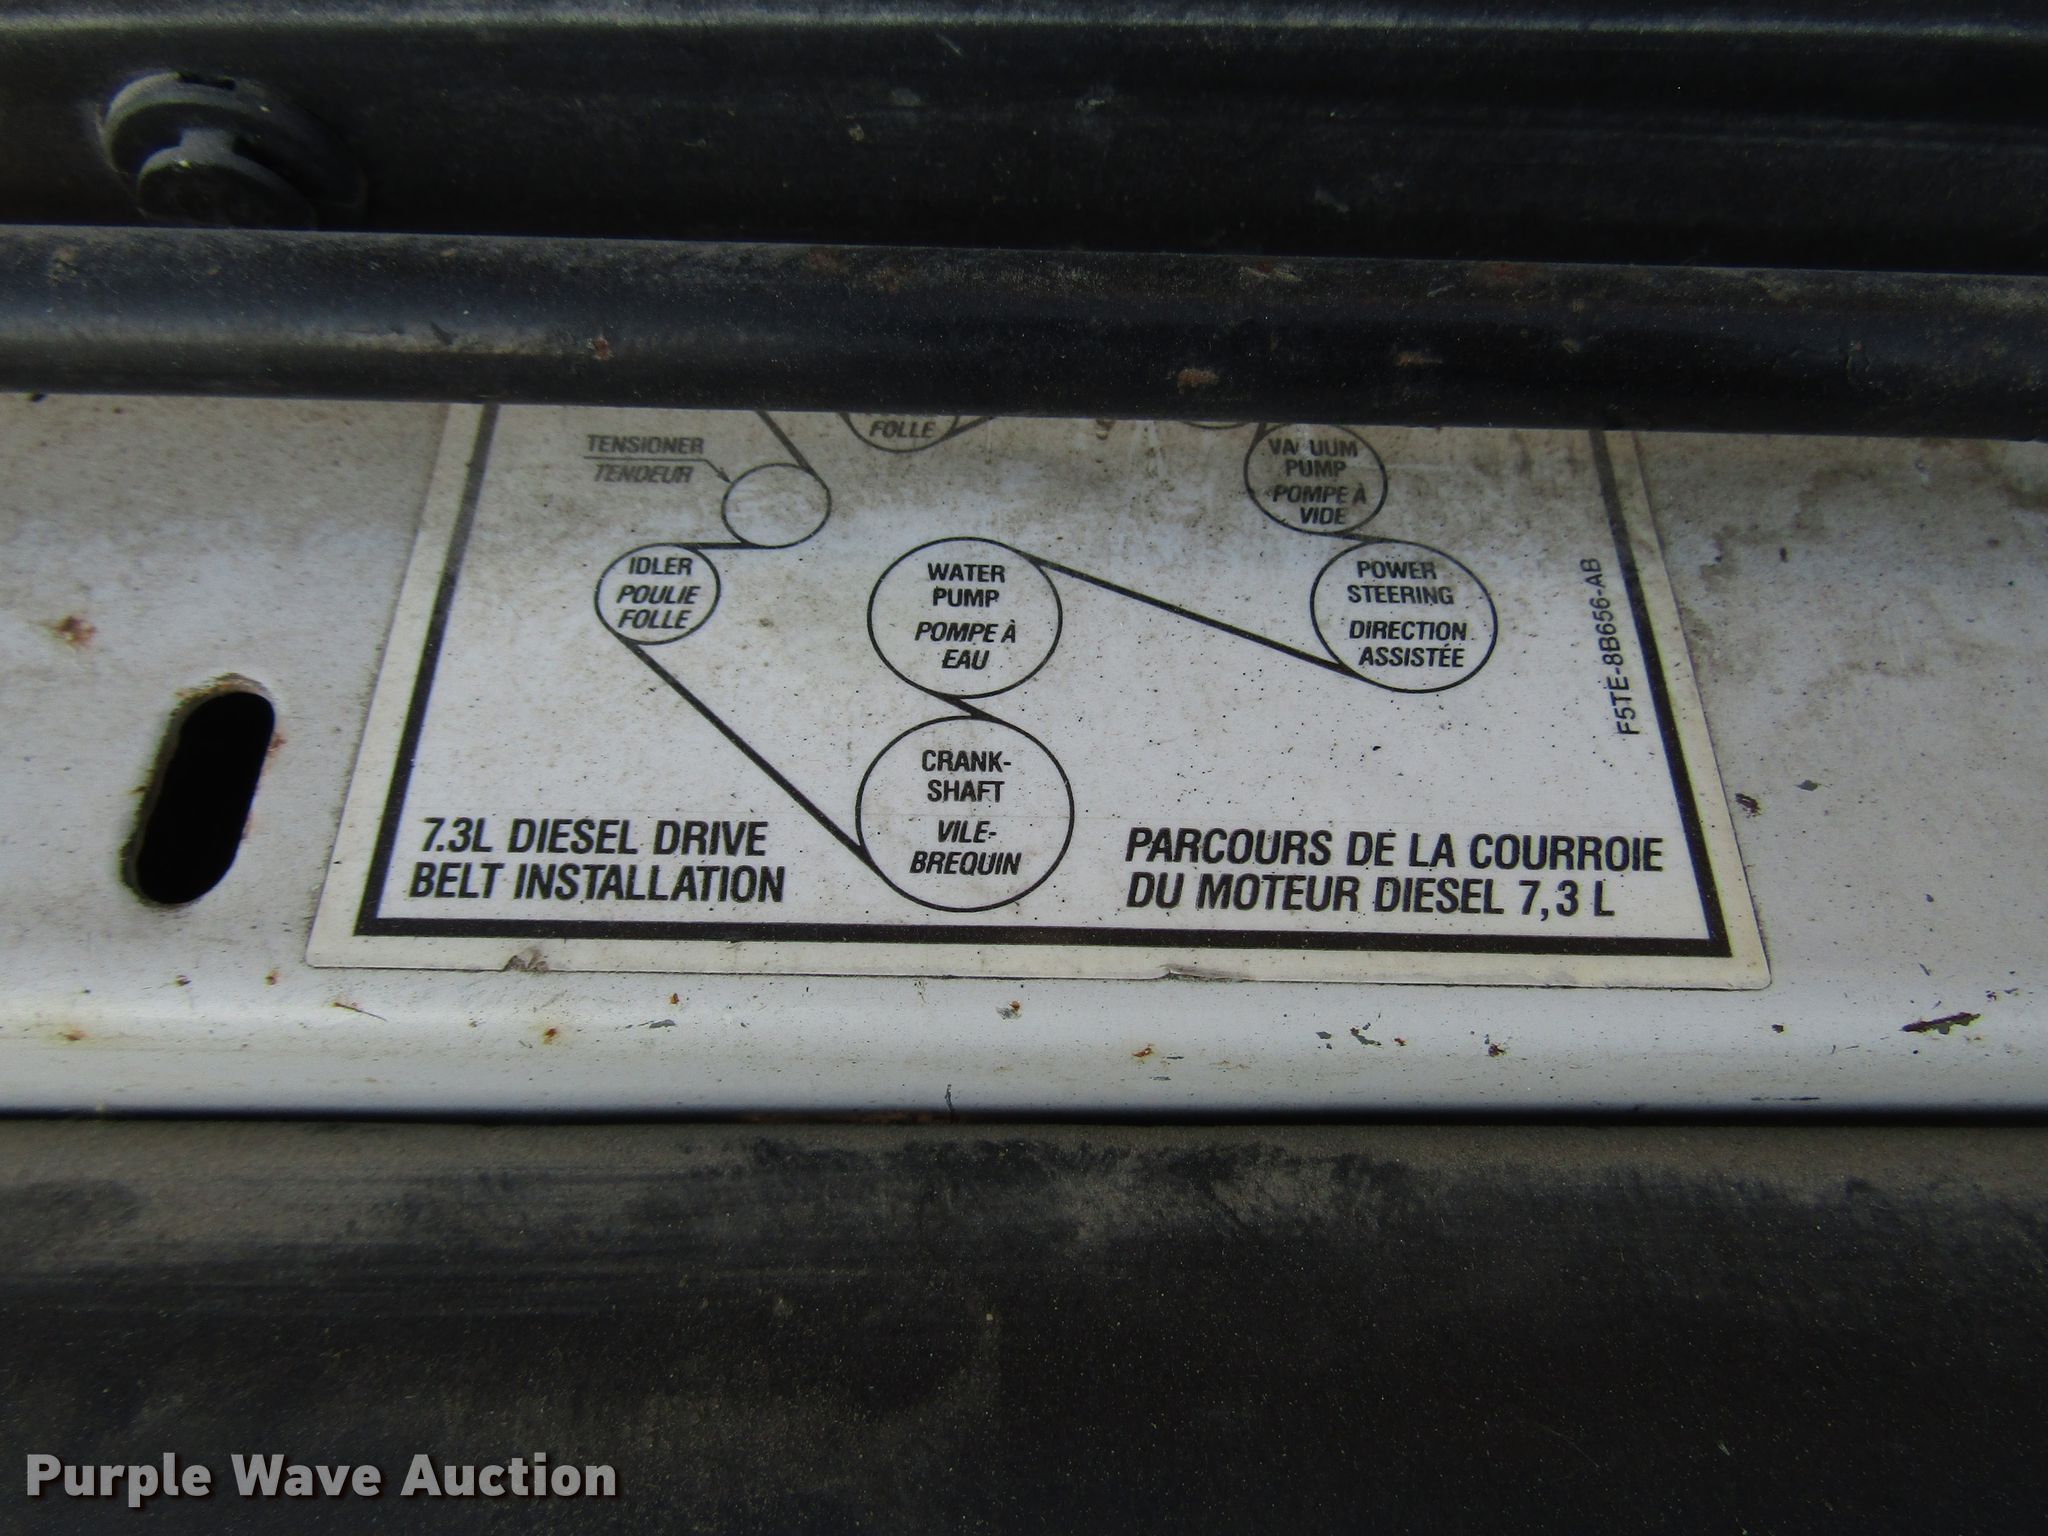 FOLLE
TENSIONER
TENDEUR
VACUUM
PUMP
POMPE À
VIDE
IDLER
POULIE
FOLLE
WATER
PUMP
POMPE À
EAU
POWER
STEERING
DIRECTION
ASSISTÉE
F5TE-8B656-AB
CRANK-
SHAFT
VILE-
BREQUIN
7.3L DIESEL DRIVE
BELT INSTALLATION
PARCOURS DE LA COURROIE
DU MOTEUR DIESEL 7,3 L
Purple Wave Auction